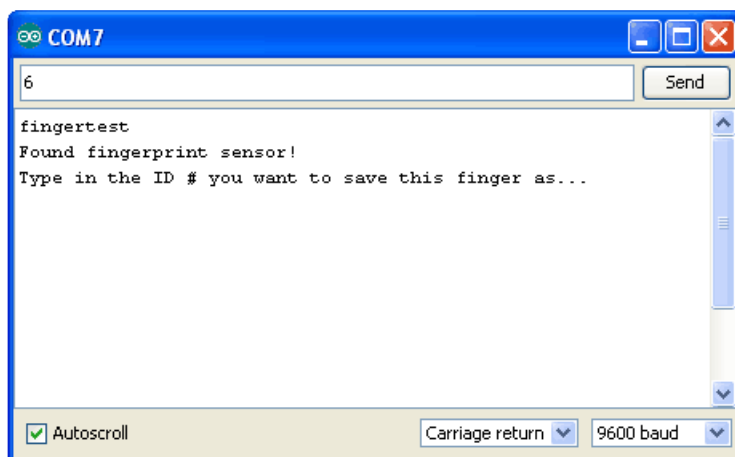 COM7
6
Send
fingertest
Found fingerprint sensor!
Type in the ID # you want to save this finger as...
Autoscroll
Carriage return
9600 baud